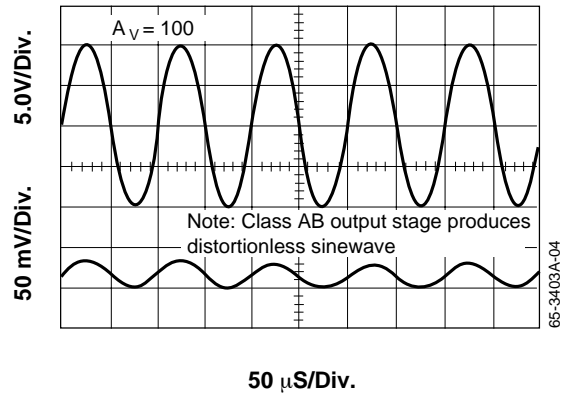 A V = 100
5.0V/Div.
50 mV/Div.
Note: Class AB output stage produces
distortionless sinewave
65-3403A-04
50 μS/Div.